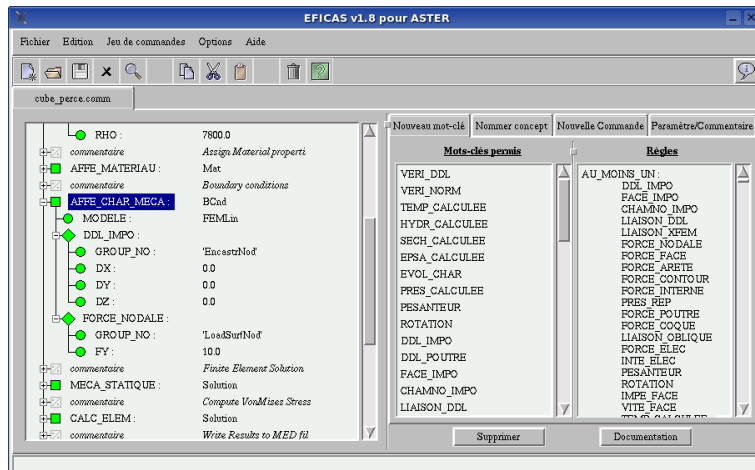 EFICAS v1.8 pour ASTER
Fichier Edition Jeu de commandes Options Aide
cube_perce.comm
RHO : 7800.0
commentaire Assign Material properti
AFFE_MATERIAU : Mat
commentaire Boundary conditions
AFFE_CHAR_MECA : BCnd
MODELE : FEMLin
DDL_IMPO :
GROUP_NO : 'EncastrNod'
DX : 0.0
DY : 0.0
DZ : 0.0
FORCE_NODALE :
GROUP_NO : 'LoadSurfNod'
FY : 10.0
commentaire Finite Element Solution
MECA_STATIQUE : Solution
commentaire Compute VonMises Stress
CALC_ELEM : Solution
commentaire Write Results to MED fil
Nouveau mot-clé Nommer concept Nouvelle Commande Paramètre/Commentaire
Mots-clés permis
VERI_DDL
VERI_NORM
TEMP_CALCULEE
HYDR_CALCULEE
SECH_CALCULEE
EPSA_CALCULEE
EVOL_CHAR
PRES_CALCULEE
PESANTEUR
ROTATION
DDL_IMPO
DDL_POUTRE
FACE_IMPO
CHAMNO_IMPO
LIAISON_DDL
Règles
AU_MOINS_UN :
DDL_IMPO
FACE_IMPO
CHAMNO_IMPO
LIAISON_DDL
LIAISON_XFEM
FORCE_NODALE
FORCE_FACE
FORCE_ARETE
FORCE_CONTOUR
FORCE_INTERNE
PRES_REP
FORCE_POUTRE
FORCE_COQUE
LIAISON_OBLIQUE
FORCE_ELEC
INTE_ELEC
PESANTEUR
ROTATION
IMPE_FACE
VITE_FACE
TEMP_CALCULEE
Supprimer Documentation